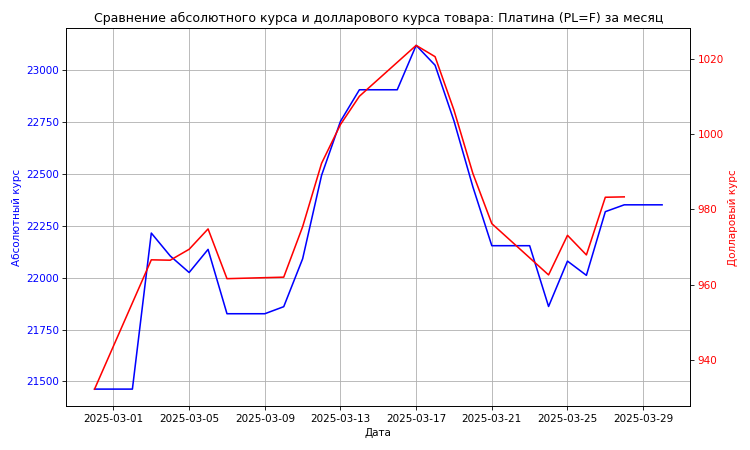 Сравнение абсолютного курса и долларового курса товара: Платина (PL=F) за месяц
Абсолютный курс
23000
22750
22500
22250
22000
21750
21500
1020
1000
980
960
940
Долларовый курс
2025-03-01 2025-03-05 2025-03-09 2025-03-13 2025-03-17 2025-03-21 2025-03-25 2025-03-29
Дата